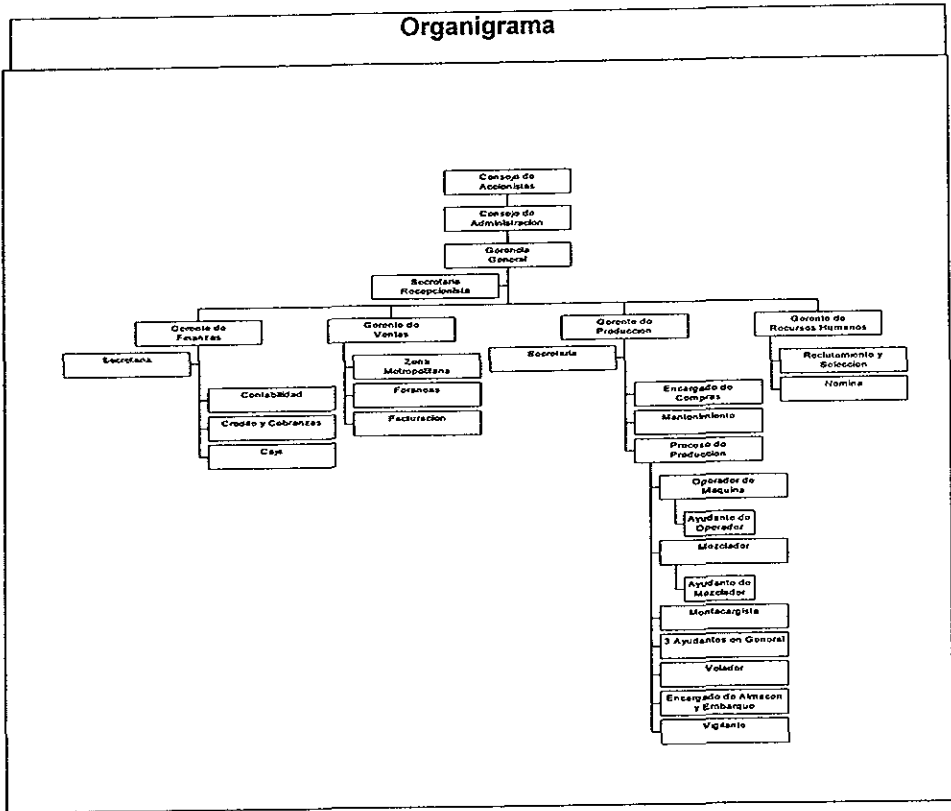 Organigrama
Consejo de
Accionistas
Consejo de
Administracion
Gerencia
General
Secretaria
Recepcionista
Gerente de
Finanzas
Gerente de
Ventas
Gerente de
Produccion
Gerente de
Recursos Humanos
Secretaria
Zona
Metropolitana
Secretaria
Reclutamiento y
Seleccion
Contabilidad
Foraneas
Encargado de
Compras
Nomina
Credito y Cobranzas
Facturacion
Mantenimiento
Caja
Proceso de
Produccion
Operador de
Maquina
Ayudante de
Operador
Mezclador
Ayudante de
Mezclador
Montacargista
3 Ayudantes en General
Velador
Encargado de Almacen
y Embarque
Vigilante